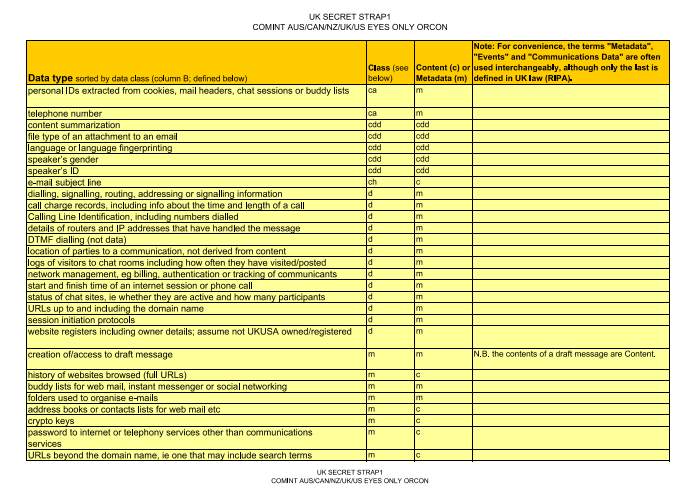 UK SECRET STRAP1
COMINT AUS/CAN/NZ/UK/US EYES ONLY ORCON
Data type sorted by data class (column B; defined below) Class (see below) Content (c) or Metadata (m) Note: For convenience, the terms "Metadata", "Events" and "Communications Data" are often used interchangeably, although only the last is defined in UK law (RIPA).
personal IDs extracted from cookies, mail headers, chat sessions or buddy lists ca m
telephone number ca m
content summarization cdd cdd
file type of an attachment to an email cdd cdd
language or language fingerprinting cdd cdd
speaker's gender cdd cdd
speaker's ID cdd cdd
e-mail subject line ch c
dialling, signalling, routing, addressing or signalling information d m
call charge records, including info about the time and length of a call d m
Calling Line Identification, including numbers dialled d m
details of routers and IP addresses that have handled the message d m
DTMF dialling (not data) d m
location of parties to a communication, not derived from content d m
logs of visitors to chat rooms including how often they have visited/posted d m
network management, eg billing, authentication or tracking of communicants d m
start and finish time of an internet session or phone call d m
status of chat sites, ie whether they are active and how many participants d m
URLs up to and including the domain name d m
session initiation protocols d m
website registers including owner details; assume not UKUSA owned/registered d m
creation of/access to draft message m m N.B. the contents of a draft message are Content.
history of websites browsed (full URLs) m c
buddy lists for web mail, instant messenger or social networking m m
folders used to organise e-mails m m
address books or contacts lists for web mail etc m c
crypto keys m c
password to internet or telephony services other than communications m c
services
URLs beyond the domain name, ie one that may include search terms m c
UK SECRET STRAP1
COMINT AUS/CAN/NZ/UK/US EYES ONLY ORCON